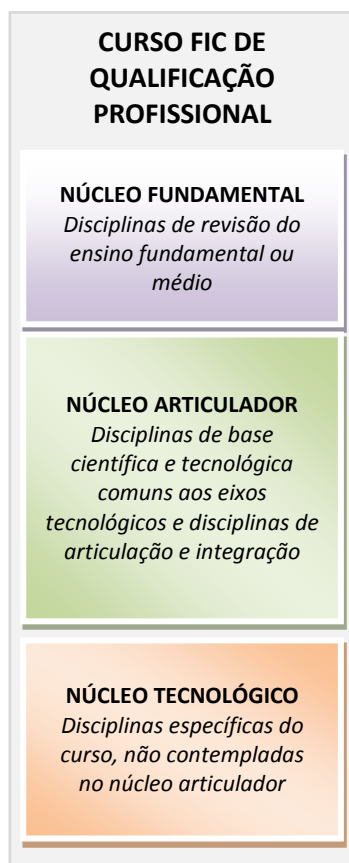 CURSO FIC DE
QUALIFICAÇÃO
PROFISSIONAL
NÚCLEO FUNDAMENTAL
Disciplinas de revisão do
ensino fundamental ou
médio
NÚCLEO ARTICULADOR
Disciplinas de base
científica e tecnológica
comuns aos eixos
tecnológicos e disciplinas de
articulação e integração
NÚCLEO TECNOLÓGICO
Disciplinas específicas do
curso, não contempladas
no núcleo articulador